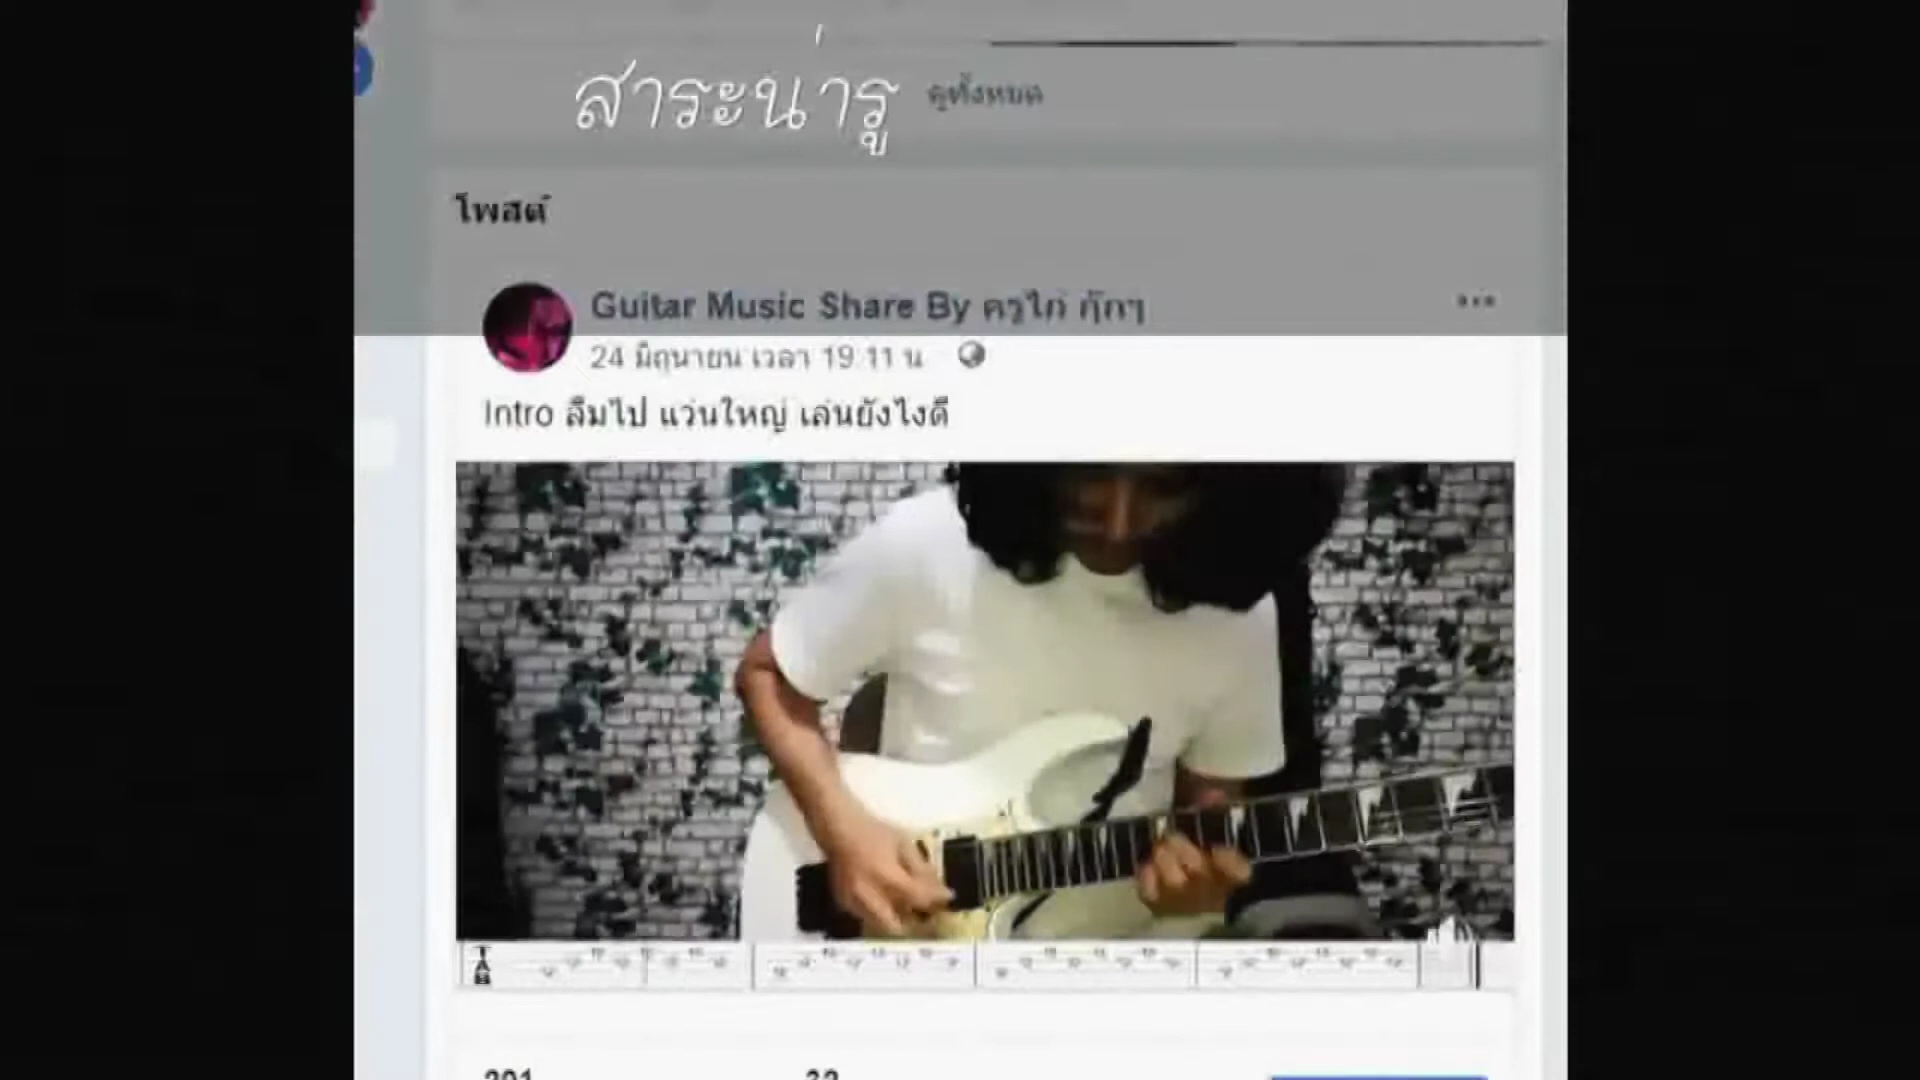 สาระน่ารู
ดูทั้งหมด
โพสต์
Guitar Music Share By ครูไก่ กุ๊กๆ
24 มิถุนายน เวลา 19.11 น
Intro ลืมไป แว่นใหญ่ เล่นยังไงดี
TAB